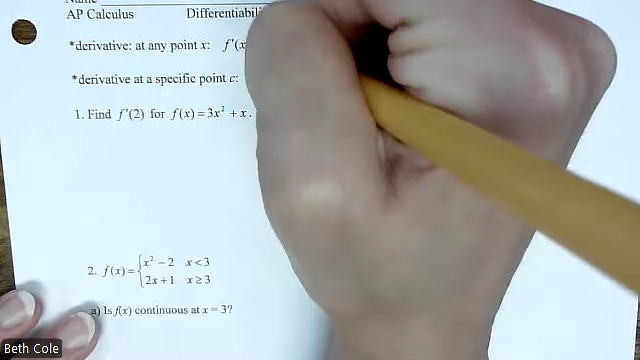 Name
AP Calculus Differentiabili
*derivative: at any point x: f'(x
*derivative at a specific point c:
1. Find f'(2) for f(x) = 3x² + x.
2. f(x) = { x² − 2 x < 3
2x + 1 x ≥ 3
a) Is f(x) continuous at x = 3?
Beth Cole